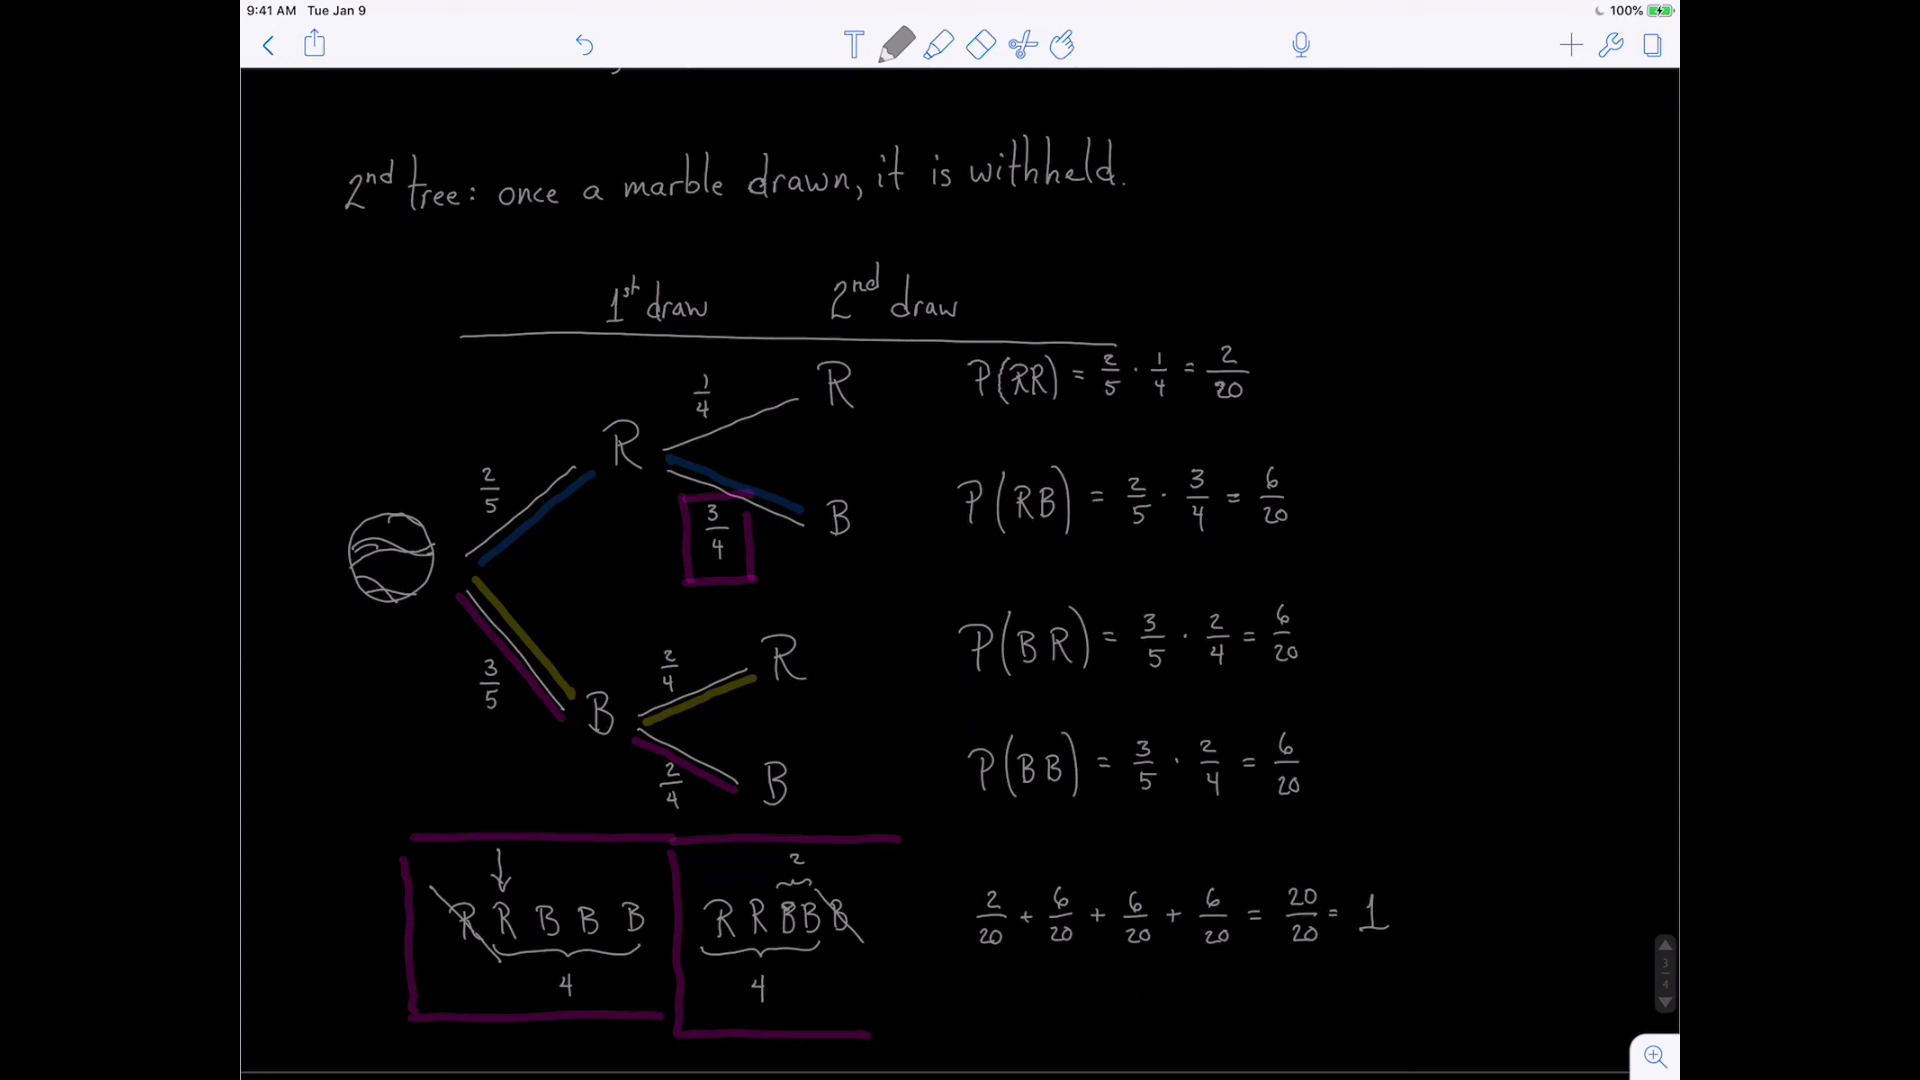 9:41 AM Tue Jan 9
100%
T
2nd tree: once a marble drawn, it is withheld.
1st draw 2nd draw
1/4 R P(RR) = 2/5 · 1/4 = 2/20
2/5 R
3/4 B P(RB) = 2/5 · 3/4 = 6/20
3/5 B 2/4 R P(BR) = 3/5 · 2/4 = 6/20
2/4 B P(BB) = 3/5 · 2/4 = 6/20
2
R R B B B R R B B B 2/20 + 6/20 + 6/20 + 6/20 = 20/20 = 1
4 4
3/4